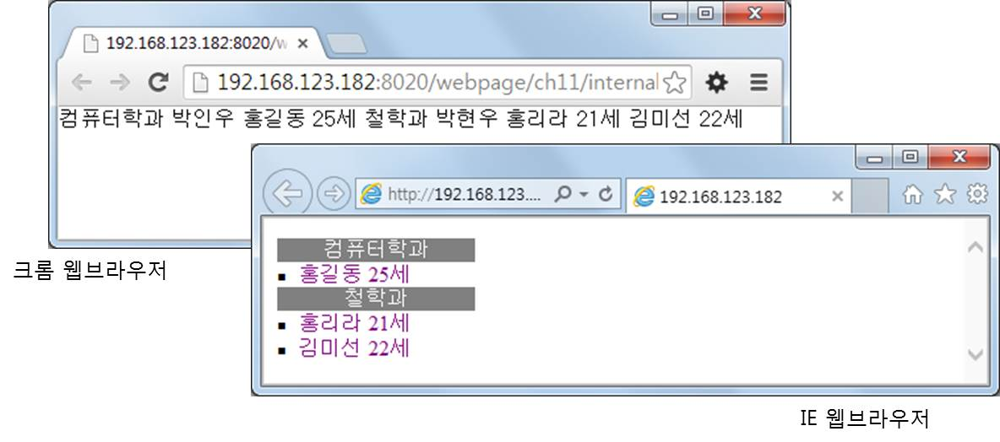 192.168.123.182:8020/w
192.168.123.182:8020/webpage/ch11/internal
컴퓨터학과 박인우 홍길동 25세 철학과 박현우 홍리라 21세 김미선 22세
크롬 웹브라우저
http://192.168.123....
192.168.123.182
컴퓨터학과
▪ 홍길동 25세
철학과
▪ 홍리라 21세
▪ 김미선 22세
IE 웹브라우저